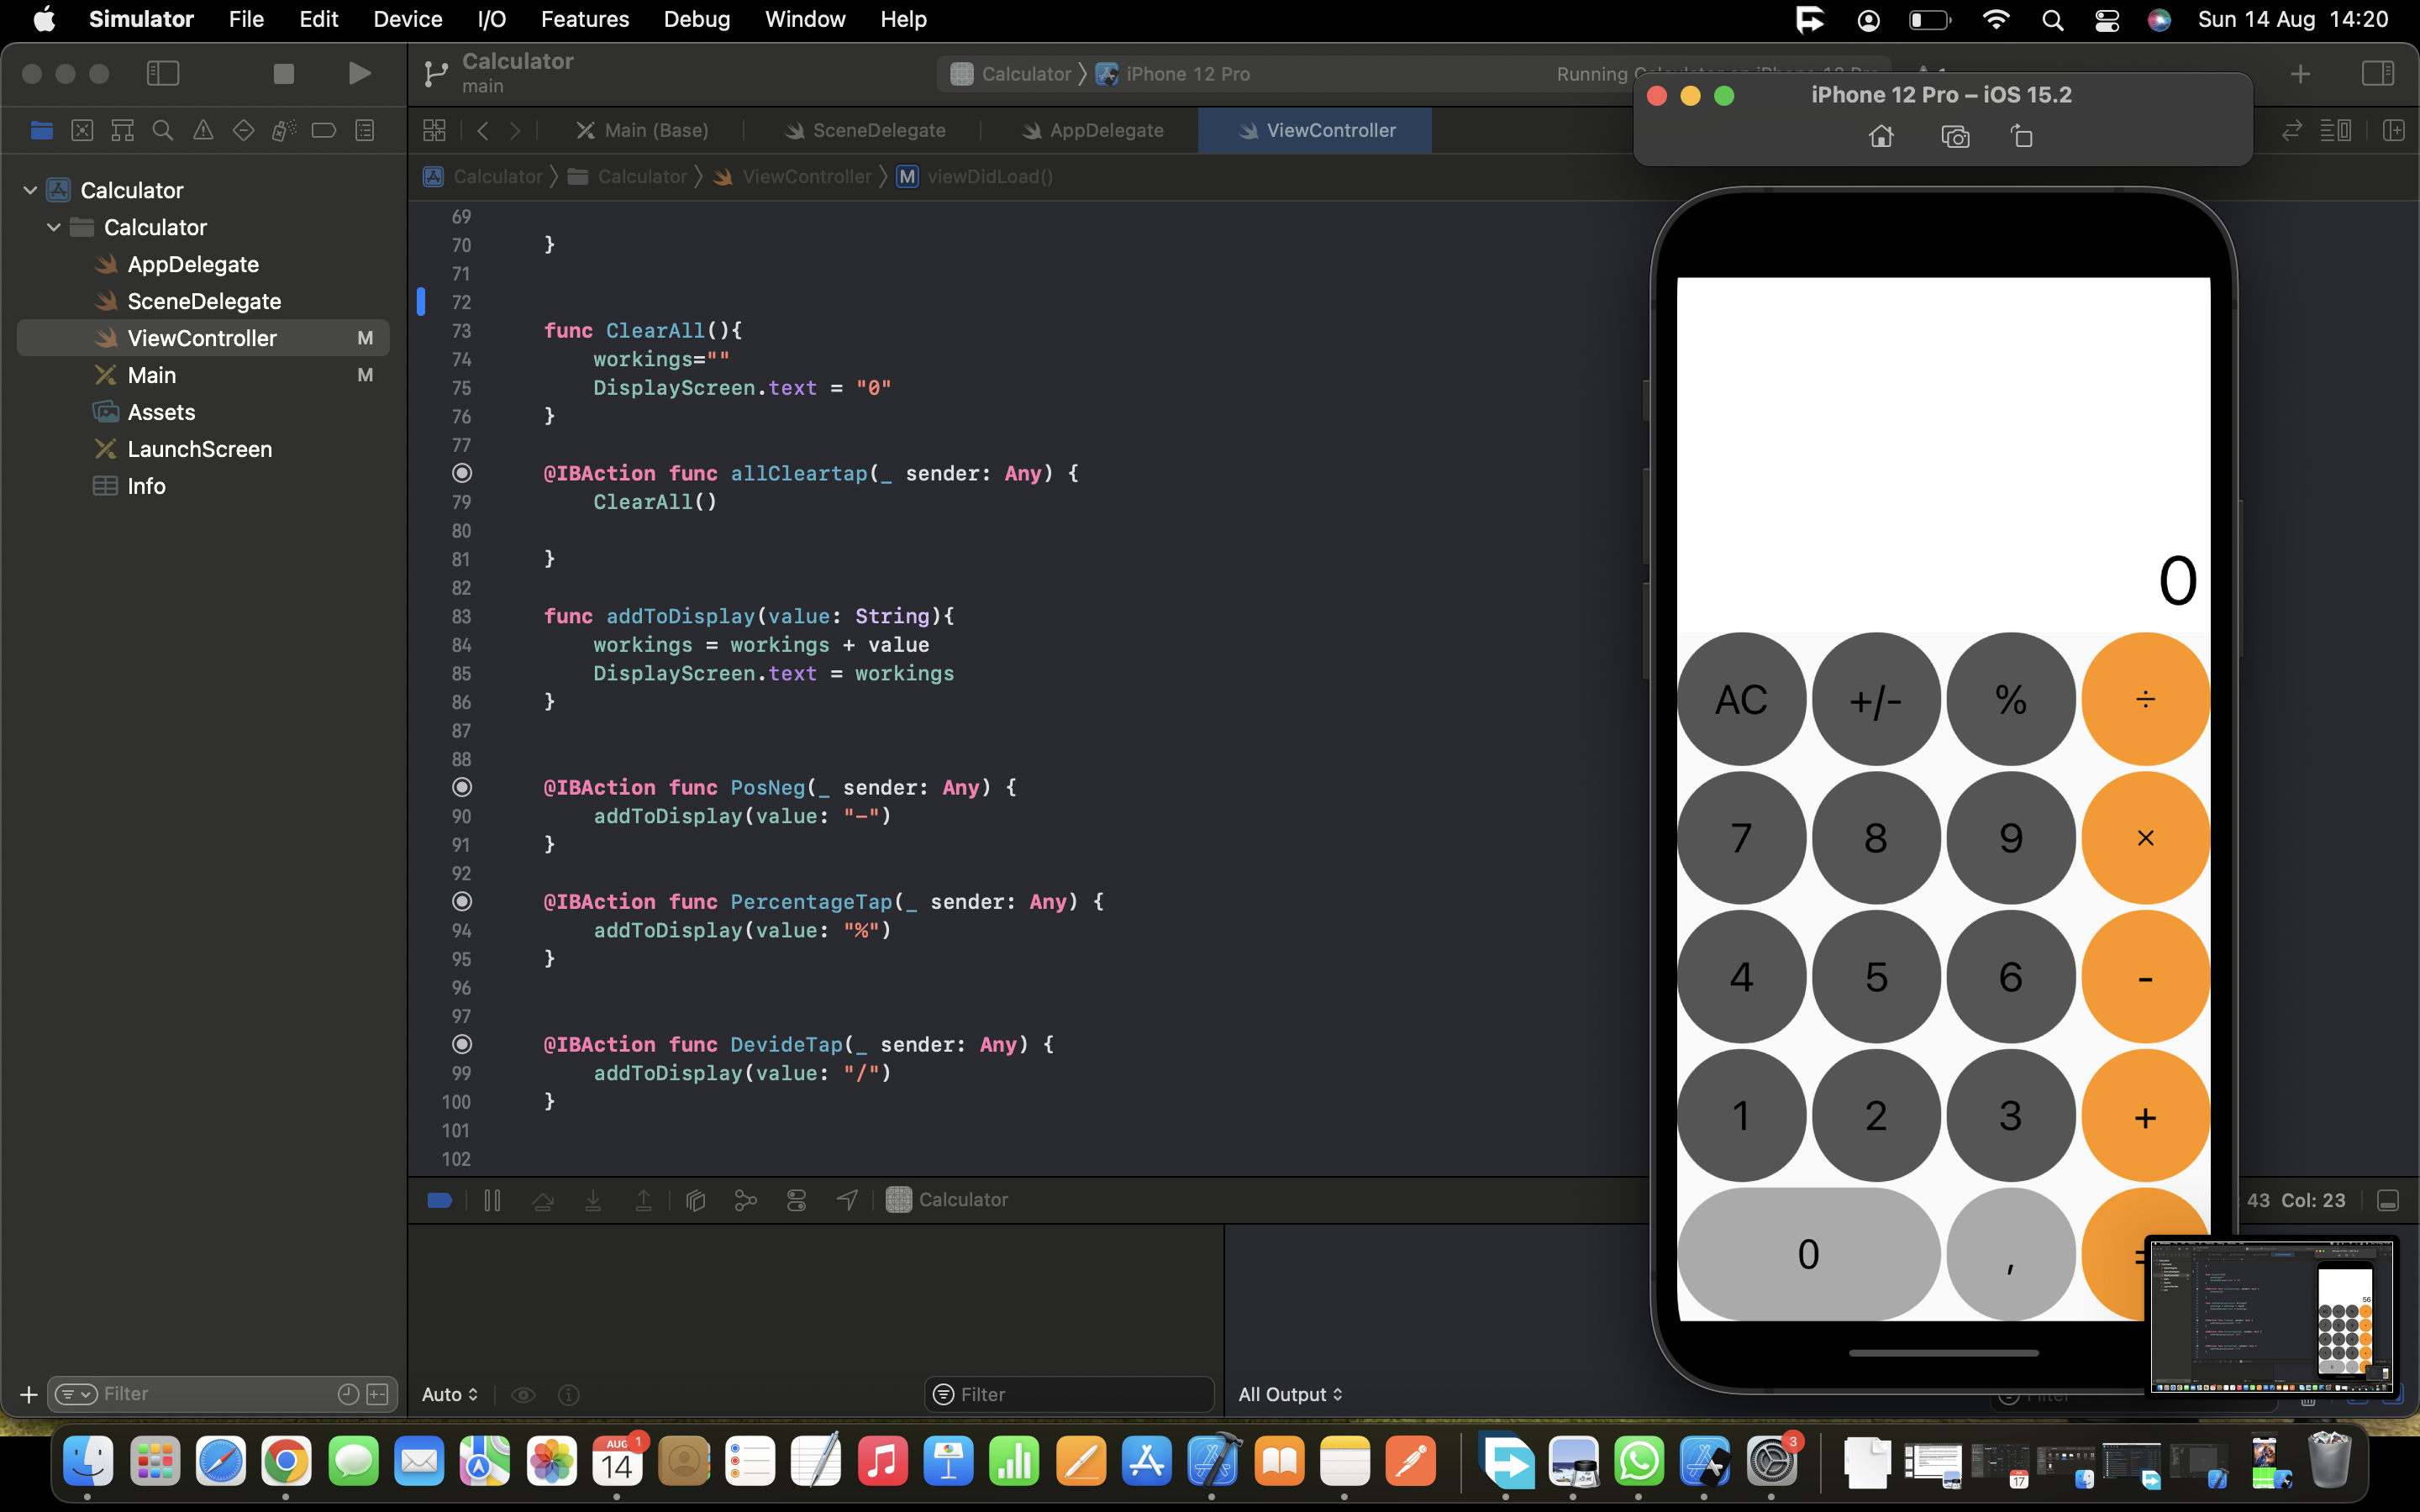 Simulator File Edit Device I/O Features Debug Window Help
Sun 14 Aug 14:20
Calculator
main
Calculator iPhone 12 Pro
Running
iPhone 12 Pro – iOS 15.2
Main (Base) SceneDelegate AppDelegate ViewController
Calculator Calculator ViewController M viewDidLoad()
Calculator
Calculator
AppDelegate
SceneDelegate
ViewController M
Main M
Assets
LaunchScreen
Info
69
70 }
71
72
73 func ClearAll(){
74 workings=""
75 DisplayScreen.text = "0"
76 }
77
@IBAction func allCleartap(_ sender: Any) {
79 ClearAll()
80
81 }
82
83 func addToDisplay(value: String){
84 workings = workings + value
85 DisplayScreen.text = workings
86 }
87
88
@IBAction func PosNeg(_ sender: Any) {
90 addToDisplay(value: "-")
91 }
92
@IBAction func PercentageTap(_ sender: Any) {
94 addToDisplay(value: "%")
95 }
96
97
@IBAction func DevideTap(_ sender: Any) {
99 addToDisplay(value: "/")
100 }
101
102
0
AC +/- % ÷
7 8 9 ×
4 5 6 -
1 2 3 +
0 ,
Calculator
43 Col: 23
Filter
Auto
Filter
All Output
Filter
56
AUG 1
14
3
17